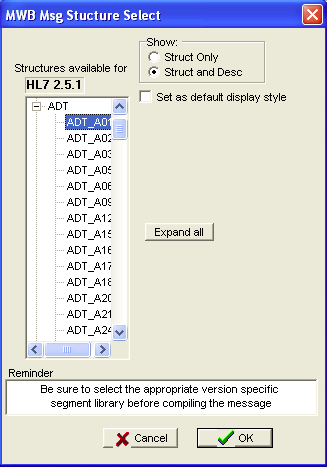 MWB Msg Stucture Select
Show:
Struct Only
Struct and Desc
Structures available for
HL7 2.5.1
Set as default display style
ADT
ADT_A01
ADT_A02
ADT_A03
ADT_A05
ADT_A06
ADT_A09
ADT_A12
ADT_A15
ADT_A16
ADT_A17
ADT_A18
ADT_A20
ADT_A21
ADT_A24
Expand all
Reminder
Be sure to select the appropriate version specific
segment library before compiling the message
Cancel
OK